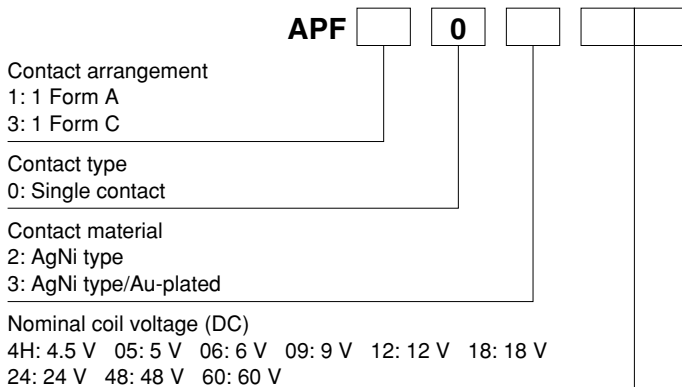 APF 0
Contact arrangement
1: 1 Form A
3: 1 Form C
Contact type
0: Single contact
Contact material
2: AgNi type
3: AgNi type/Au-plated
Nominal coil voltage (DC)
4H: 4.5 V 05: 5 V 06: 6 V 09: 9 V 12: 12 V 18: 18 V
24: 24 V 48: 48 V 60: 60 V